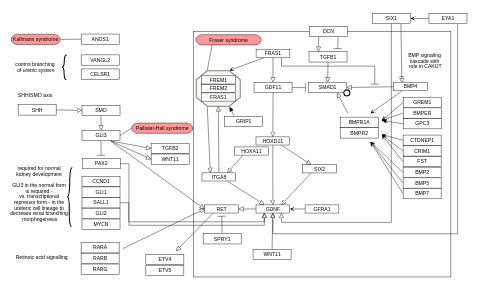 SIX1
EYA1
Kallmann syndrome
ANOS1
Fraser syndrome
DCN
VANGL2
CELSR1
control branching
of ureteric system
FRAS1
TGFB1
BMP signaling
cascade with
role in CAKUT
FREM1
FREM2
FRAS1
GDF11
SMAD1
BMP4
SHH/SMO axis
SHH
SMO
GREM1
BMPER
GPC3
GRIP1
BMPR1A
BMPR2
GLI3
Pallister-Hall syndrome
HOXD11
CTDNEP1
CRIM1
FST
BMP2
BMP5
BMP7
TGFB2
WNT11
HOXA11
PAX2
SIX2
required for normal
kidney development
ITGA8
GLI3 in the normal form
is required -
vs. transcriptional
repressor form - in the
ureteric cell lineage to
decrease renal branching
morphogenesis
CCND1
GLI1
SALL1
GLI2
MYCN
RET
GDNF
GFRA1
SPRY1
WNT11
Retinoic acid signalling
RARA
RARB
RARG
ETV4
ETV5